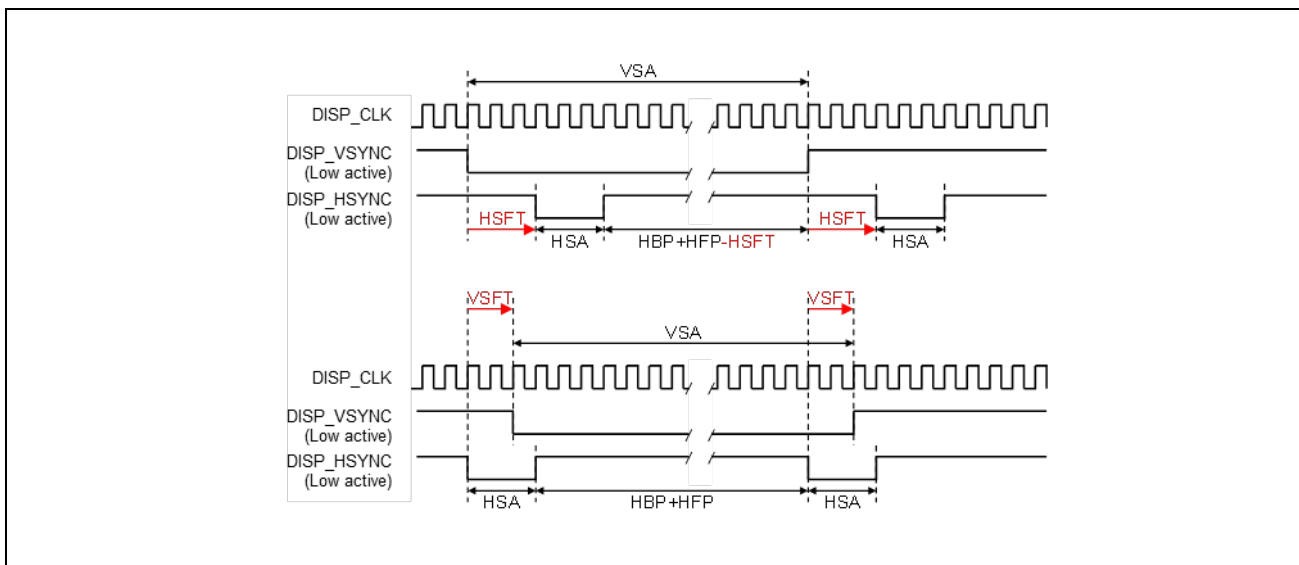 VSA
DISP_CLK
DISP_VSYNC
(Low active)
DISP_HSYNC
(Low active)
HSFT
HSFT
HSA
HBP+HFP-HSFT
HSA
VSFT
VSFT
VSA
DISP_CLK
DISP_VSYNC
(Low active)
DISP_HSYNC
(Low active)
HSA
HBP+HFP
HSA